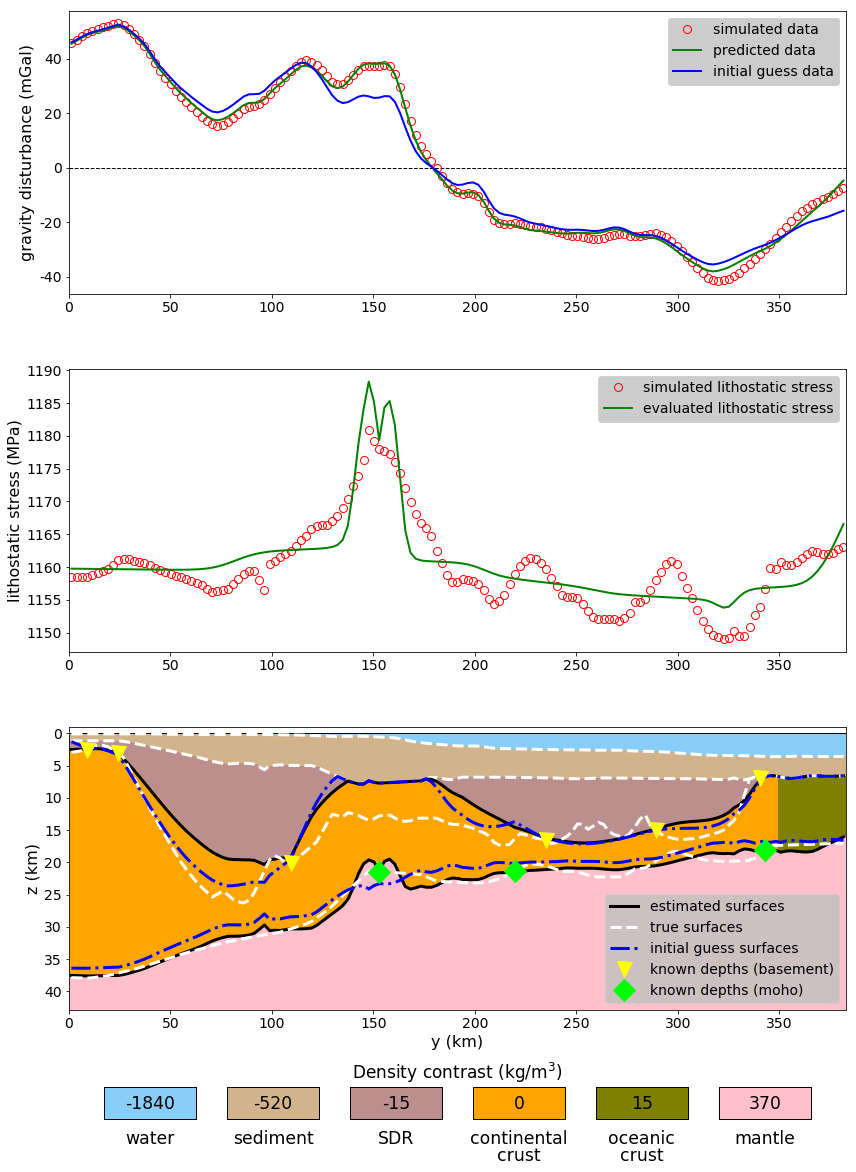 gravity disturbance (mGal)
40
20
0
-20
-40
simulated data
predicted data
initial guess data
0 50 100 150 200 250 300 350
lithostatic stress (MPa)
1190
1185
1180
1175
1170
1165
1160
1155
1150
simulated lithostatic stress
evaluated lithostatic stress
0 50 100 150 200 250 300 350
z (km)
0
5
10
15
20
25
30
35
40
estimated surfaces
true surfaces
initial guess surfaces
known depths (basement)
known depths (moho)
0 50 100 150 200 250 300 350
y (km)
Density contrast (kg/m³)
-1840 -520 -15 0 15 370
water sediment SDR continental oceanic mantle
crust crust